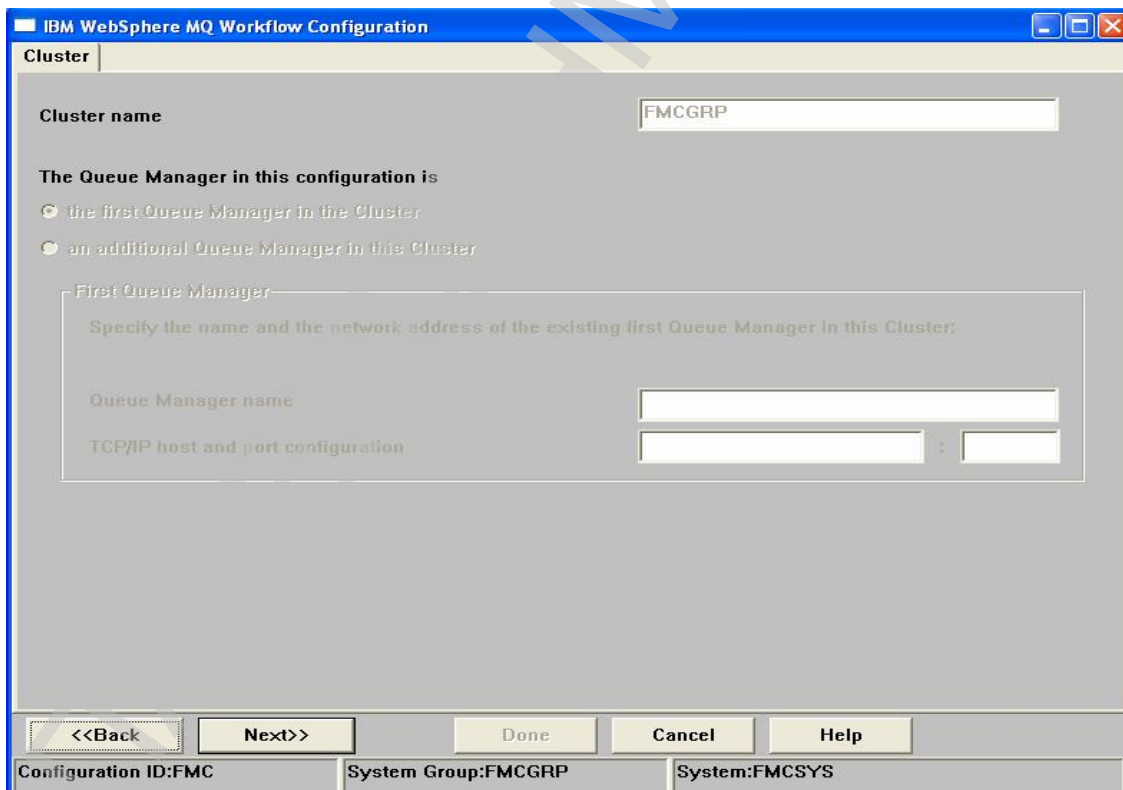 IBM WebSphere MQ Workflow Configuration
Cluster
Cluster name FMCGRP
The Queue Manager in this configuration is
the first Queue Manager in the Cluster
an additional Queue Manager in this Cluster
First Queue Manager
Specify the name and the network address of the existing first Queue Manager in this Cluster:
Queue Manager name
TCP/IP host and port configuration :
<<Back Next>> Done Cancel Help
Configuration ID:FMC System Group:FMCGRP System:FMCSYS